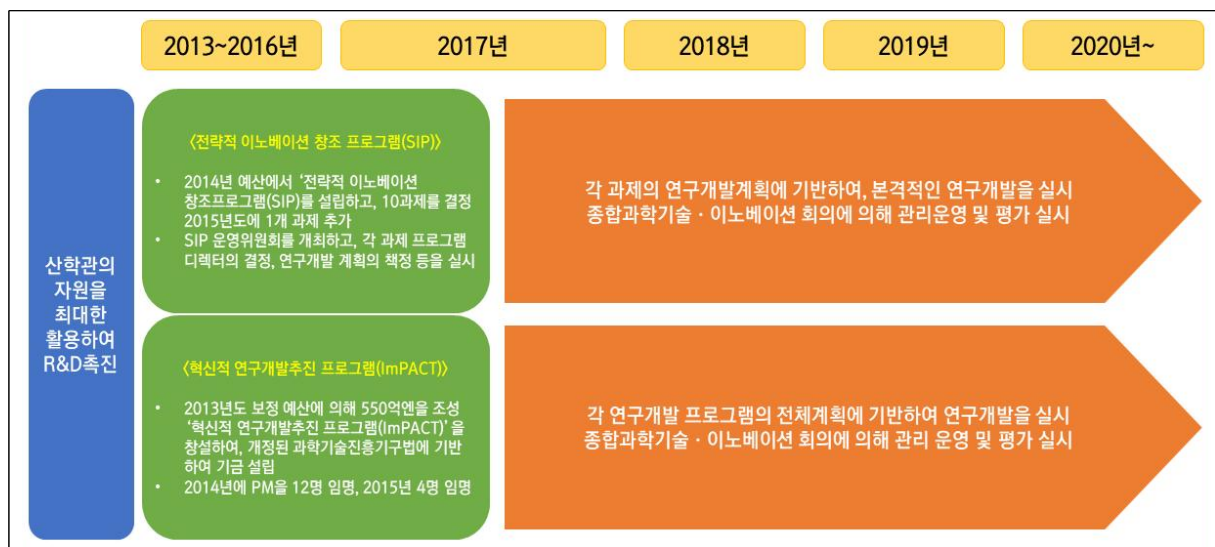 2013~2016년
2017년
2018년
2019년
2020년~
산학관의
자원을
최대한
활용하여
R&D촉진
〈전략적 이노베이션 창조 프로그램(SIP)〉
• 2014년 예산에서 ‘전략적 이노베이션
창조프로그램(SIP)를 설립하고, 10과제를 결정
2015년도에 1개 과제 추가
• SIP 운영위원회를 개최하고, 각 과제 프로그램
디렉터의 결정, 연구개발 계획의 책정 등을 실시
각 과제의 연구개발계획에 기반하여, 본격적인 연구개발을 실시
종합과학기술 · 이노베이션 회의에 의해 관리운영 및 평가 실시
〈혁신적 연구개발추진 프로그램(ImPACT)〉
• 2013년도 보정 예산에 의해 550억엔을 조성
‘혁신적 연구개발추진 프로그램(ImPACT)’을
창설하여, 개정된 과학기술진흥기구법에 기반
하여 기금 설립
• 2014년에 PM을 12명 임명, 2015년 4명 임명
각 연구개발 프로그램의 전체계획에 기반하여 연구개발을 실시
종합과학기술 · 이노베이션 회의에 의해 관리 운영 및 평가 실시